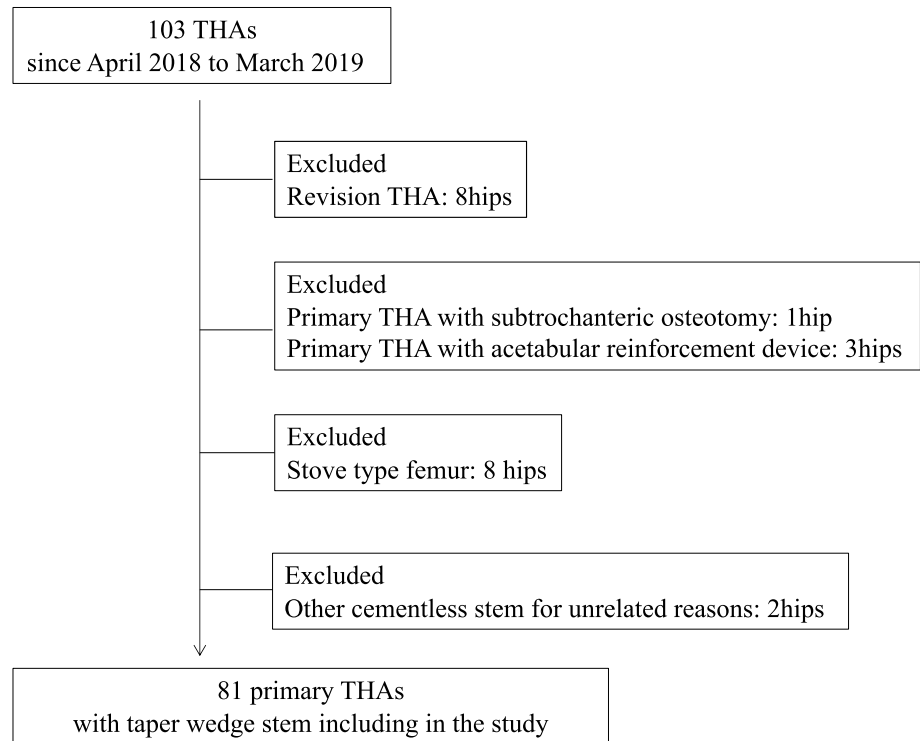 103 THAs
since April 2018 to March 2019
Excluded
Revision THA: 8hips
Excluded
Primary THA with subtrochanteric osteotomy: 1hip
Primary THA with acetabular reinforcement device: 3hips
Excluded
Stove type femur: 8 hips
Excluded
Other cementless stem for unrelated reasons: 2hips
81 primary THAs
with taper wedge stem including in the study